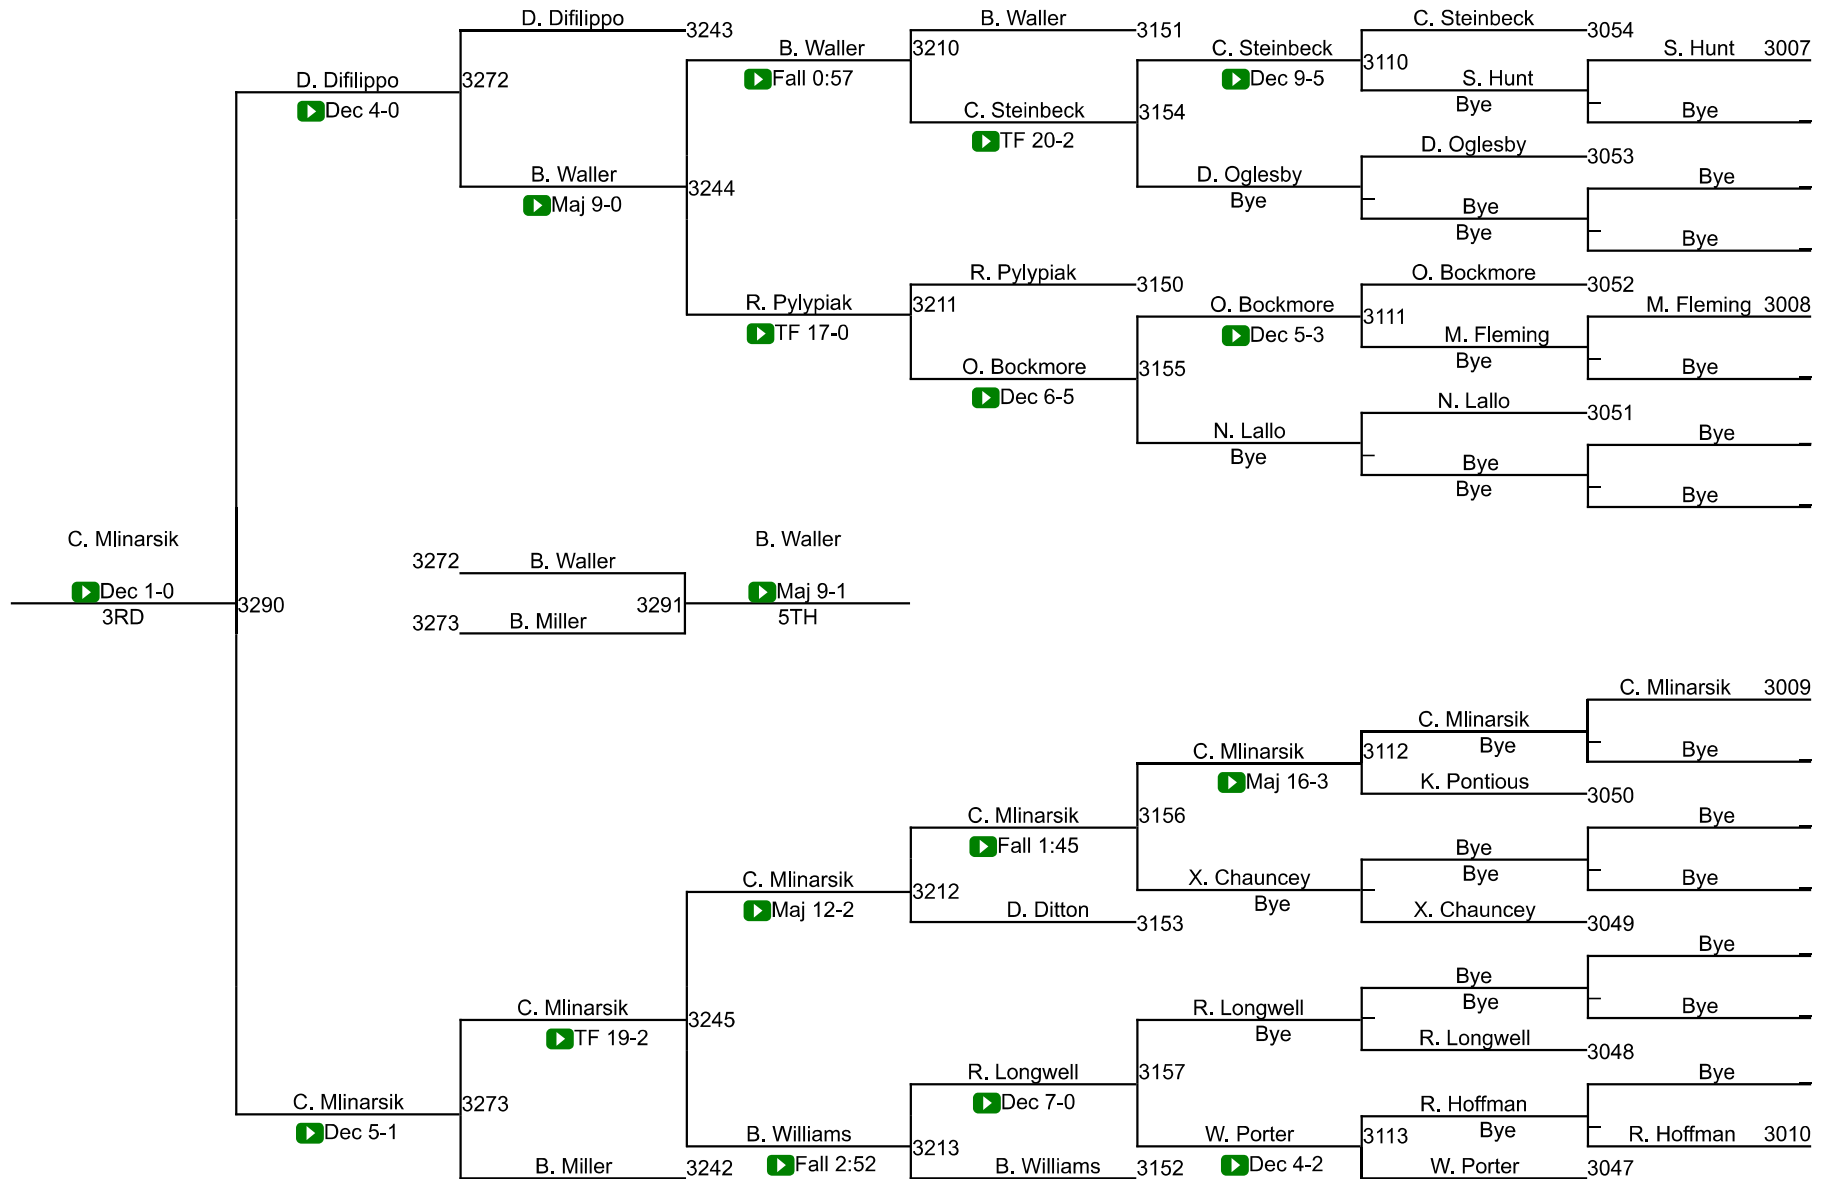 D. Difilippo
3243
B. Waller
3151
C. Steinbeck
3054
B. Waller
3210
C. Steinbeck
S. Hunt 3007
Fall 0:57
Dec 9-5
3110
D. Difilippo
3272
S. Hunt
Dec 4-0
C. Steinbeck
3154
Bye
Bye
TF 20-2
D. Oglesby
3053
B. Waller
3244
D. Oglesby
Bye
Maj 9-0
Bye
Bye
Bye
Bye
R. Pylypiak
3150
O. Bockmore
3052
R. Pylypiak
3211
O. Bockmore
3111
M. Fleming 3008
TF 17-0
Dec 5-3
M. Fleming
O. Bockmore
3155
Bye
Bye
Dec 6-5
N. Lallo
3051
N. Lallo
Bye
Bye
Bye
Bye
Bye
C. Mlinarsik
B. Waller
3272
B. Waller
Dec 1-0
3290
3291
Maj 9-1
3RD
3273
B. Miller
5TH
C. Mlinarsik 3009
C. Mlinarsik
C. Mlinarsik
3112
Bye
Bye
Maj 16-3
K. Pontious
3050
C. Mlinarsik
3156
Bye
Fall 1:45
Bye
C. Mlinarsik
3212
X. Chauncey
Bye
Bye
Maj 12-2
D. Ditton
3153
Bye
X. Chauncey
3049
Bye
Bye
C. Mlinarsik
3245
R. Longwell
Bye
Bye
TF 19-2
Bye
R. Longwell
3048
R. Longwell
3157
Bye
C. Mlinarsik
3273
Dec 7-0
R. Hoffman
Dec 5-1
B. Williams
3213
W. Porter
3113
Bye
R. Hoffman 3010
B. Miller
3242
Fall 2:52
B. Williams
3152
Dec 4-2
W. Porter
3047